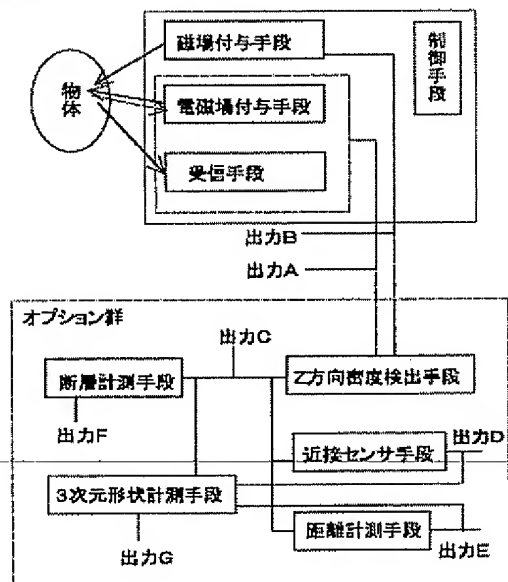 磁場付与手段
制御手段
物体
電磁場付与手段
受信手段
出力B
出力A
オプション群
出力C
断層計測手段
Z方向密度検出手段
出力F
近接センサ手段
出力D
3次元形状計測手段
距離計測手段
出力G
出力E